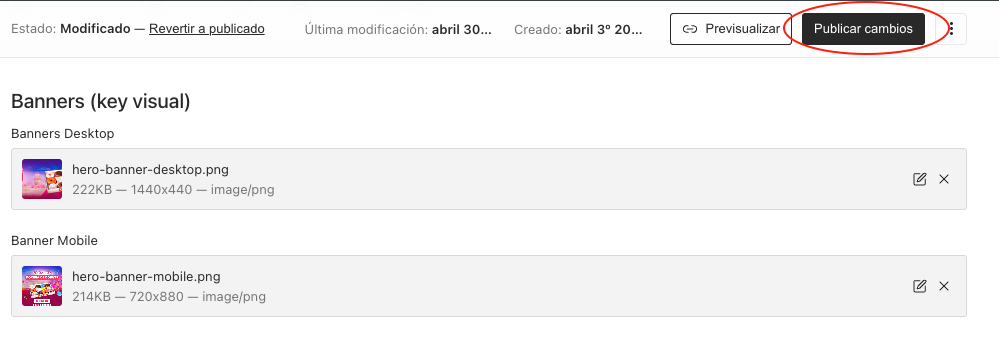 Estado: Modificado — Revertir a publicado
Última modificación: abril 30...
Creado: abril 3º 20...
Previsualizar
Publicar cambios
Banners (key visual)
Banners Desktop
hero-banner-desktop.png
222KB — 1440x440 — image/png
Banner Mobile
hero-banner-mobile.png
214KB — 720x880 — image/png